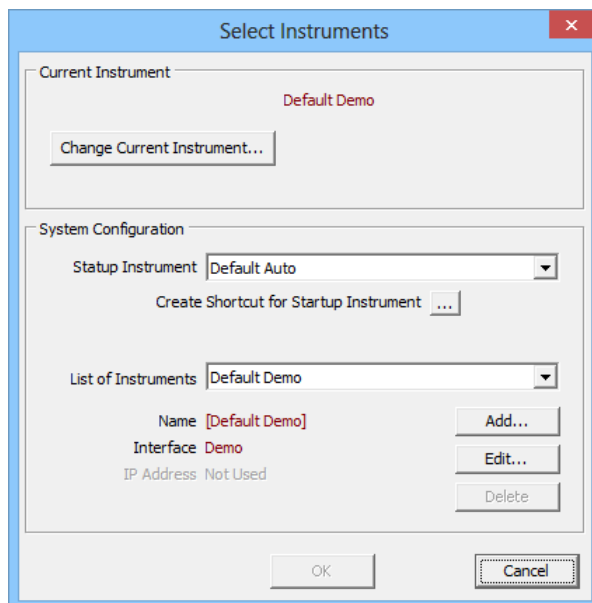 Select Instruments
Current Instrument
Default Demo
Change Current Instrument...
System Configuration
Statup Instrument Default Auto
Create Shortcut for Startup Instrument ...
List of Instruments Default Demo
Name [Default Demo] Add...
Interface Demo Edit...
IP Address Not Used Delete
OK Cancel